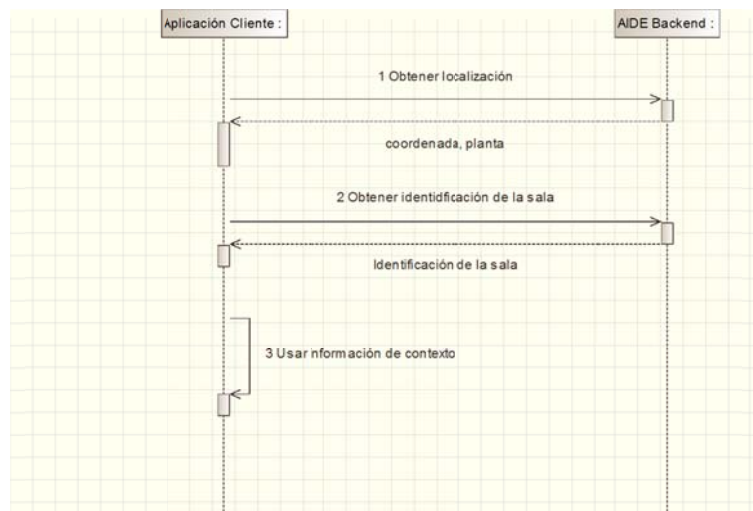 Aplicación Cliente :
AIDE Backend :
1 Obtener localización
coordenada, planta
2 Obtener identidficación de la sala
Identificación de la sala
3 Usar nformación de contexto